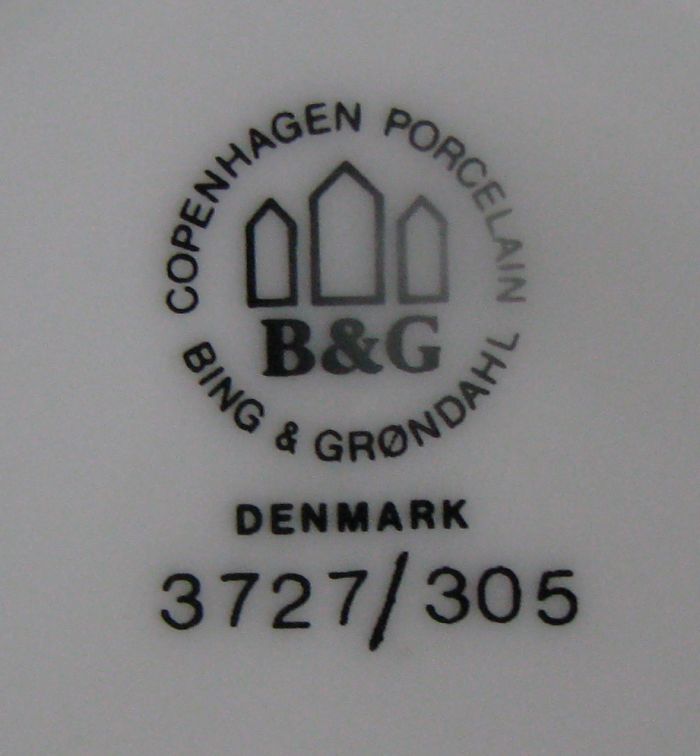 COPENHAGEN PORCELAIN
B&G
BING & GRØNDAHL
DENMARK
3727/305